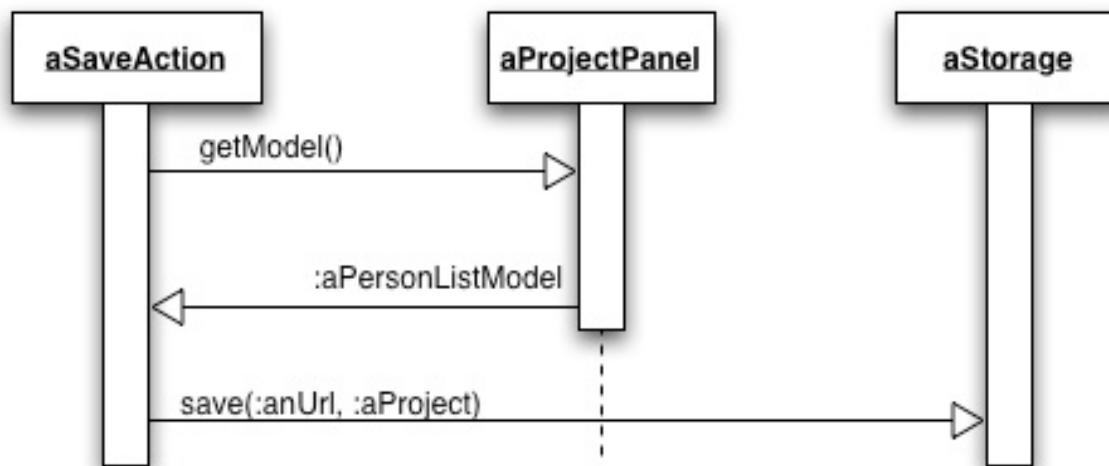 aSaveAction
aProjectPanel
aStorage
getModel()
:aPersonListModel
save(:anUrl, :aProject)